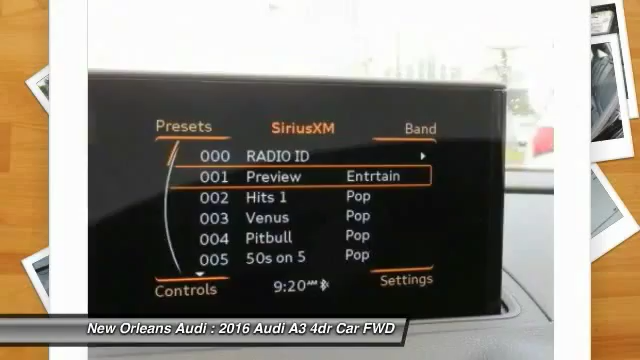 Presets SiriusXM Band
000 RADIO ID
001 Preview Entrtain
002 Hits 1 Pop
003 Venus Pop
004 Pitbull Pop
005 50s on 5 Pop
Controls 9:20 AM Settings
New Orleans Audi : 2016 Audi A3 4dr Car FWD